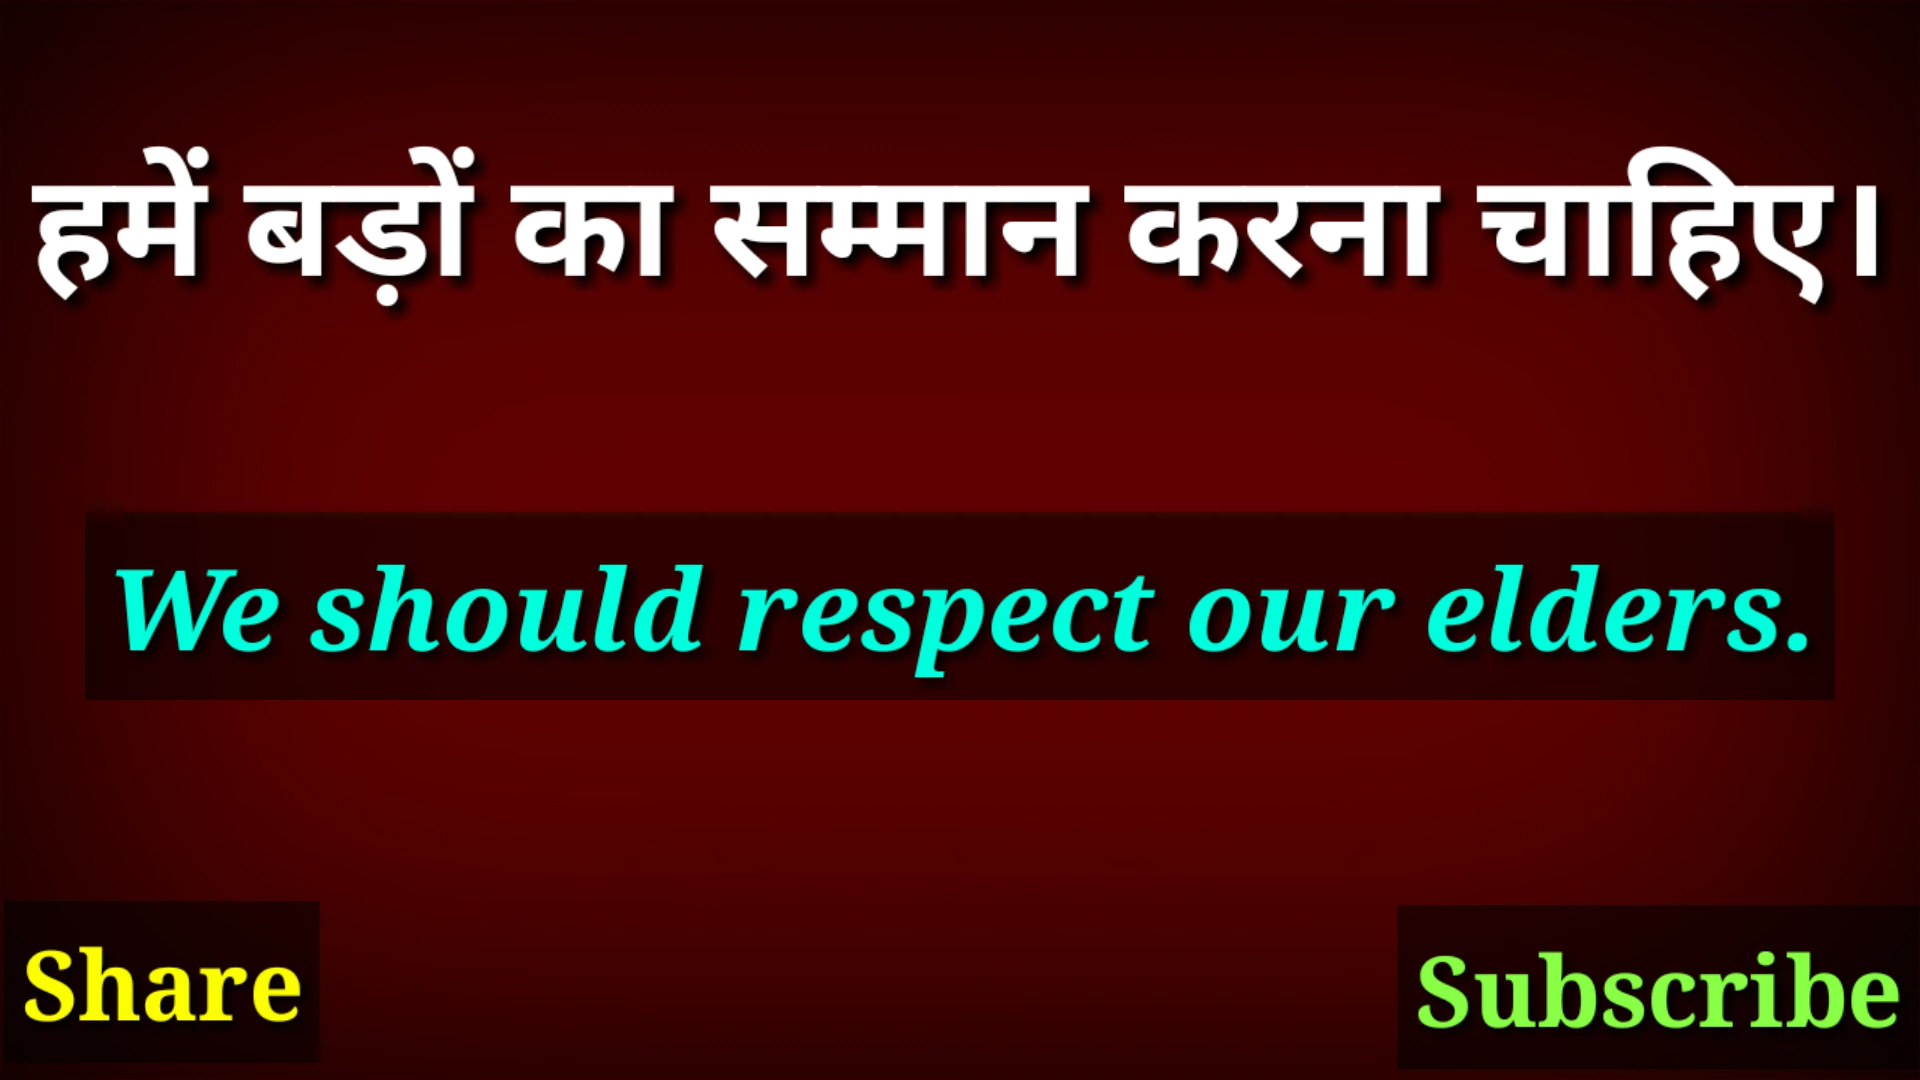 हमें बड़ों का सम्मान करना चाहिए।
We should respect our elders.
Share
Subscribe